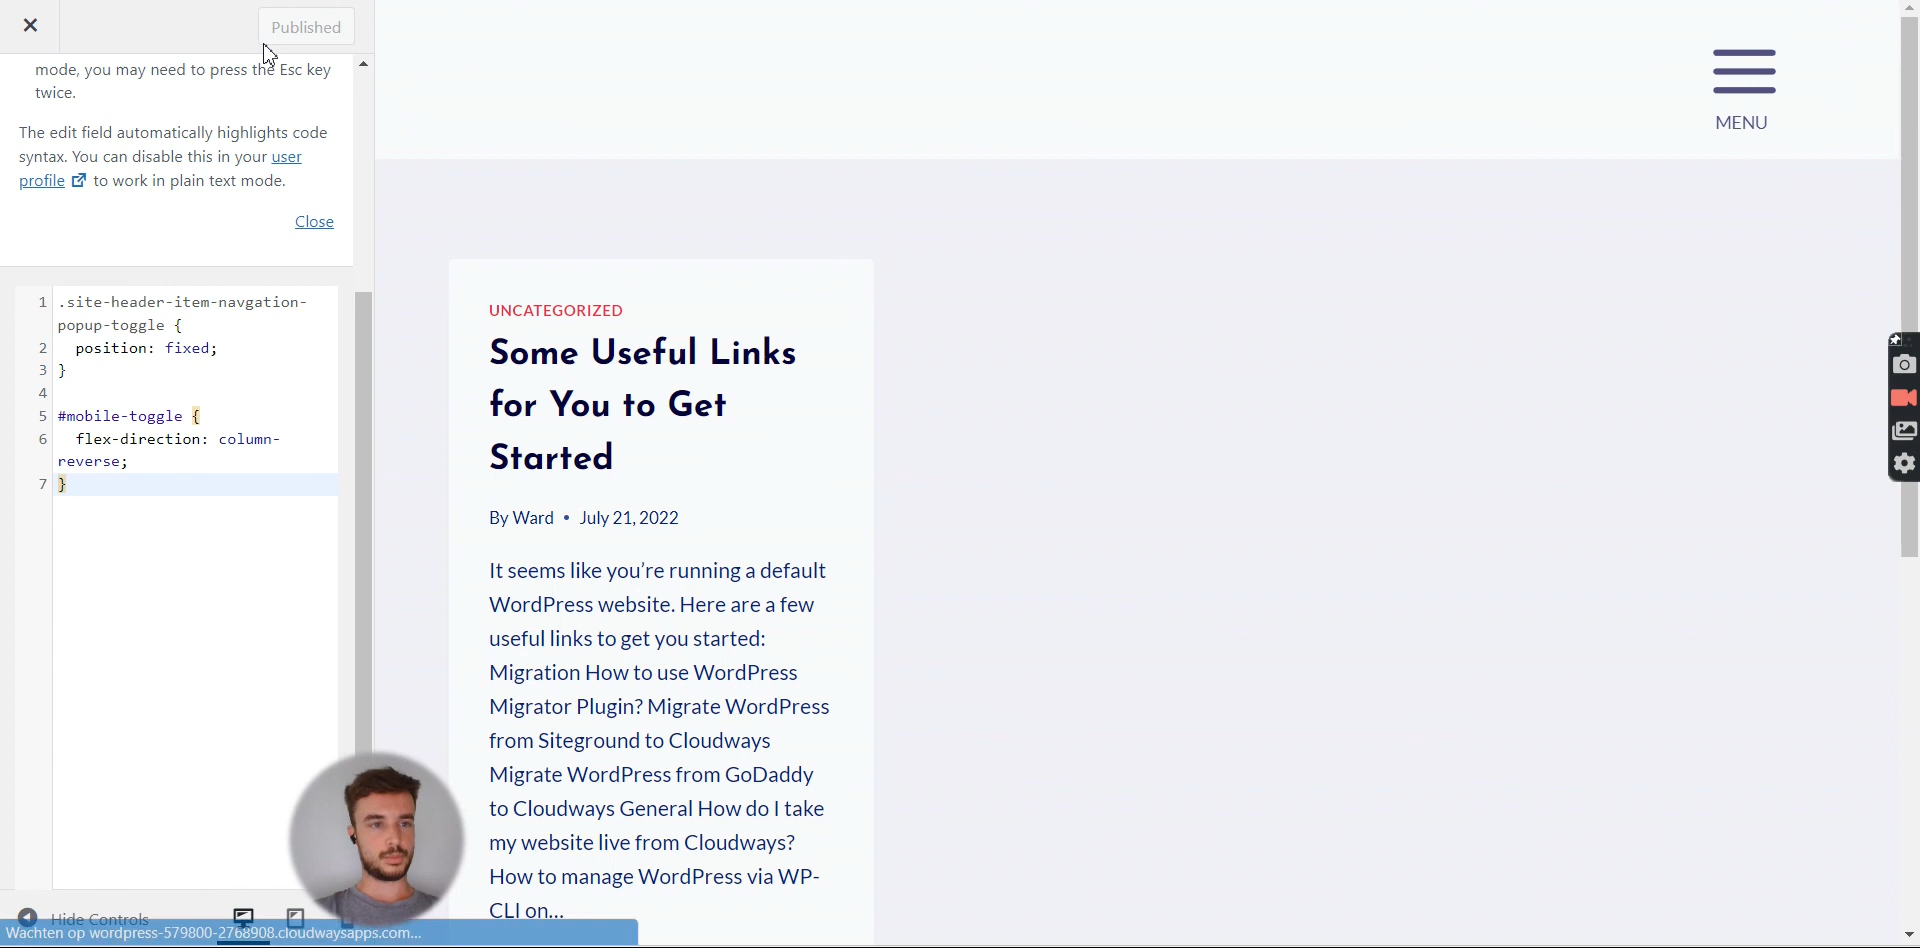 Published
mode, you may need to press the Esc key
twice.
The edit field automatically highlights code
syntax. You can disable this in your user
profile to work in plain text mode.
Close
1 .site-header-item-navgation-
popup-toggle {
2 position: fixed;
3 }
4
5 #mobile-toggle {
6 flex-direction: column-
reverse;
7 }
Hide Controls
Wachten op wordpress-579800-2768908.cloudwaysapps.com...
MENU
UNCATEGORIZED
Some Useful Links
for You to Get
Started
By Ward • July 21, 2022
It seems like you’re running a default
WordPress website. Here are a few
useful links to get you started:
Migration How to use WordPress
Migrator Plugin? Migrate WordPress
from Siteground to Cloudways
Migrate WordPress from GoDaddy
to Cloudways General How do I take
my website live from Cloudways?
How to manage WordPress via WP-
CLI on…